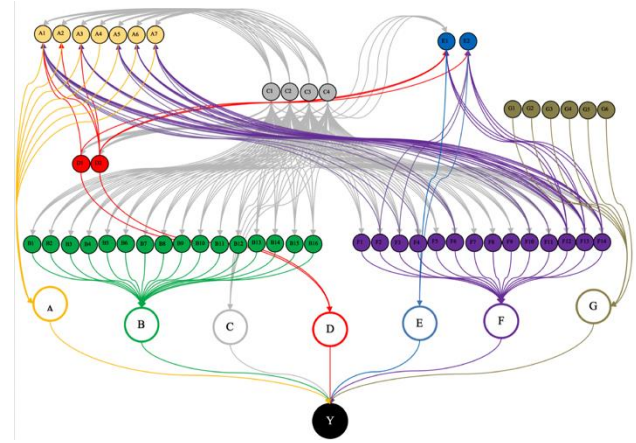 A1 A2 A3 A4 A5 A6 A7
E1 E2
C1 C2 C3 C4
G1 G2 G3 G4 G5 G6
B1 B2 B3 B4 B5 B6 B7 B8 B9 B10 B11 B12 B13 B14 B15 B16
F1 F2 F3 F4 F5 F6 F7 F8 F9 F10 F11 F12 F13 F14
A B C D E F G
Y